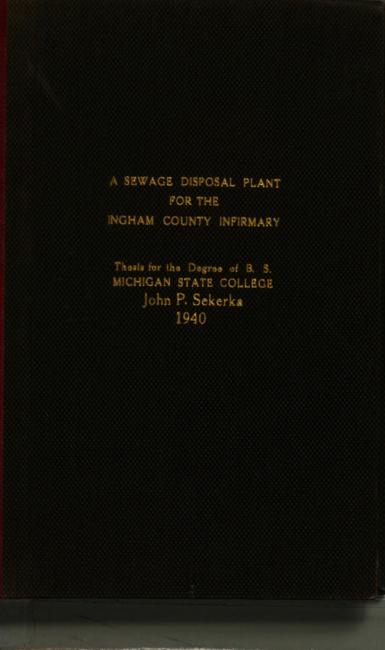 A SEWAGE DISPOSAL PLANT
FOR THE
INGHAM COUNTY INFIRMARY
Thesis for the Degree of B. S.
MICHIGAN STATE COLLEGE
John P. Sekerka
1940